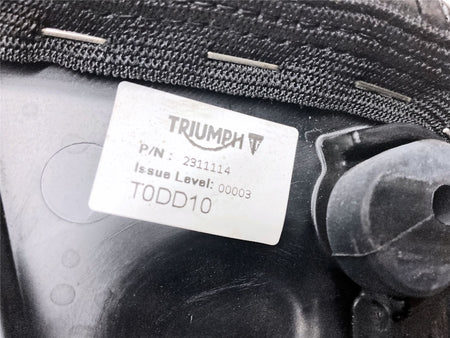 TRIUMPH
P/N: 2311114
Issue Level: 00003
T0DD10